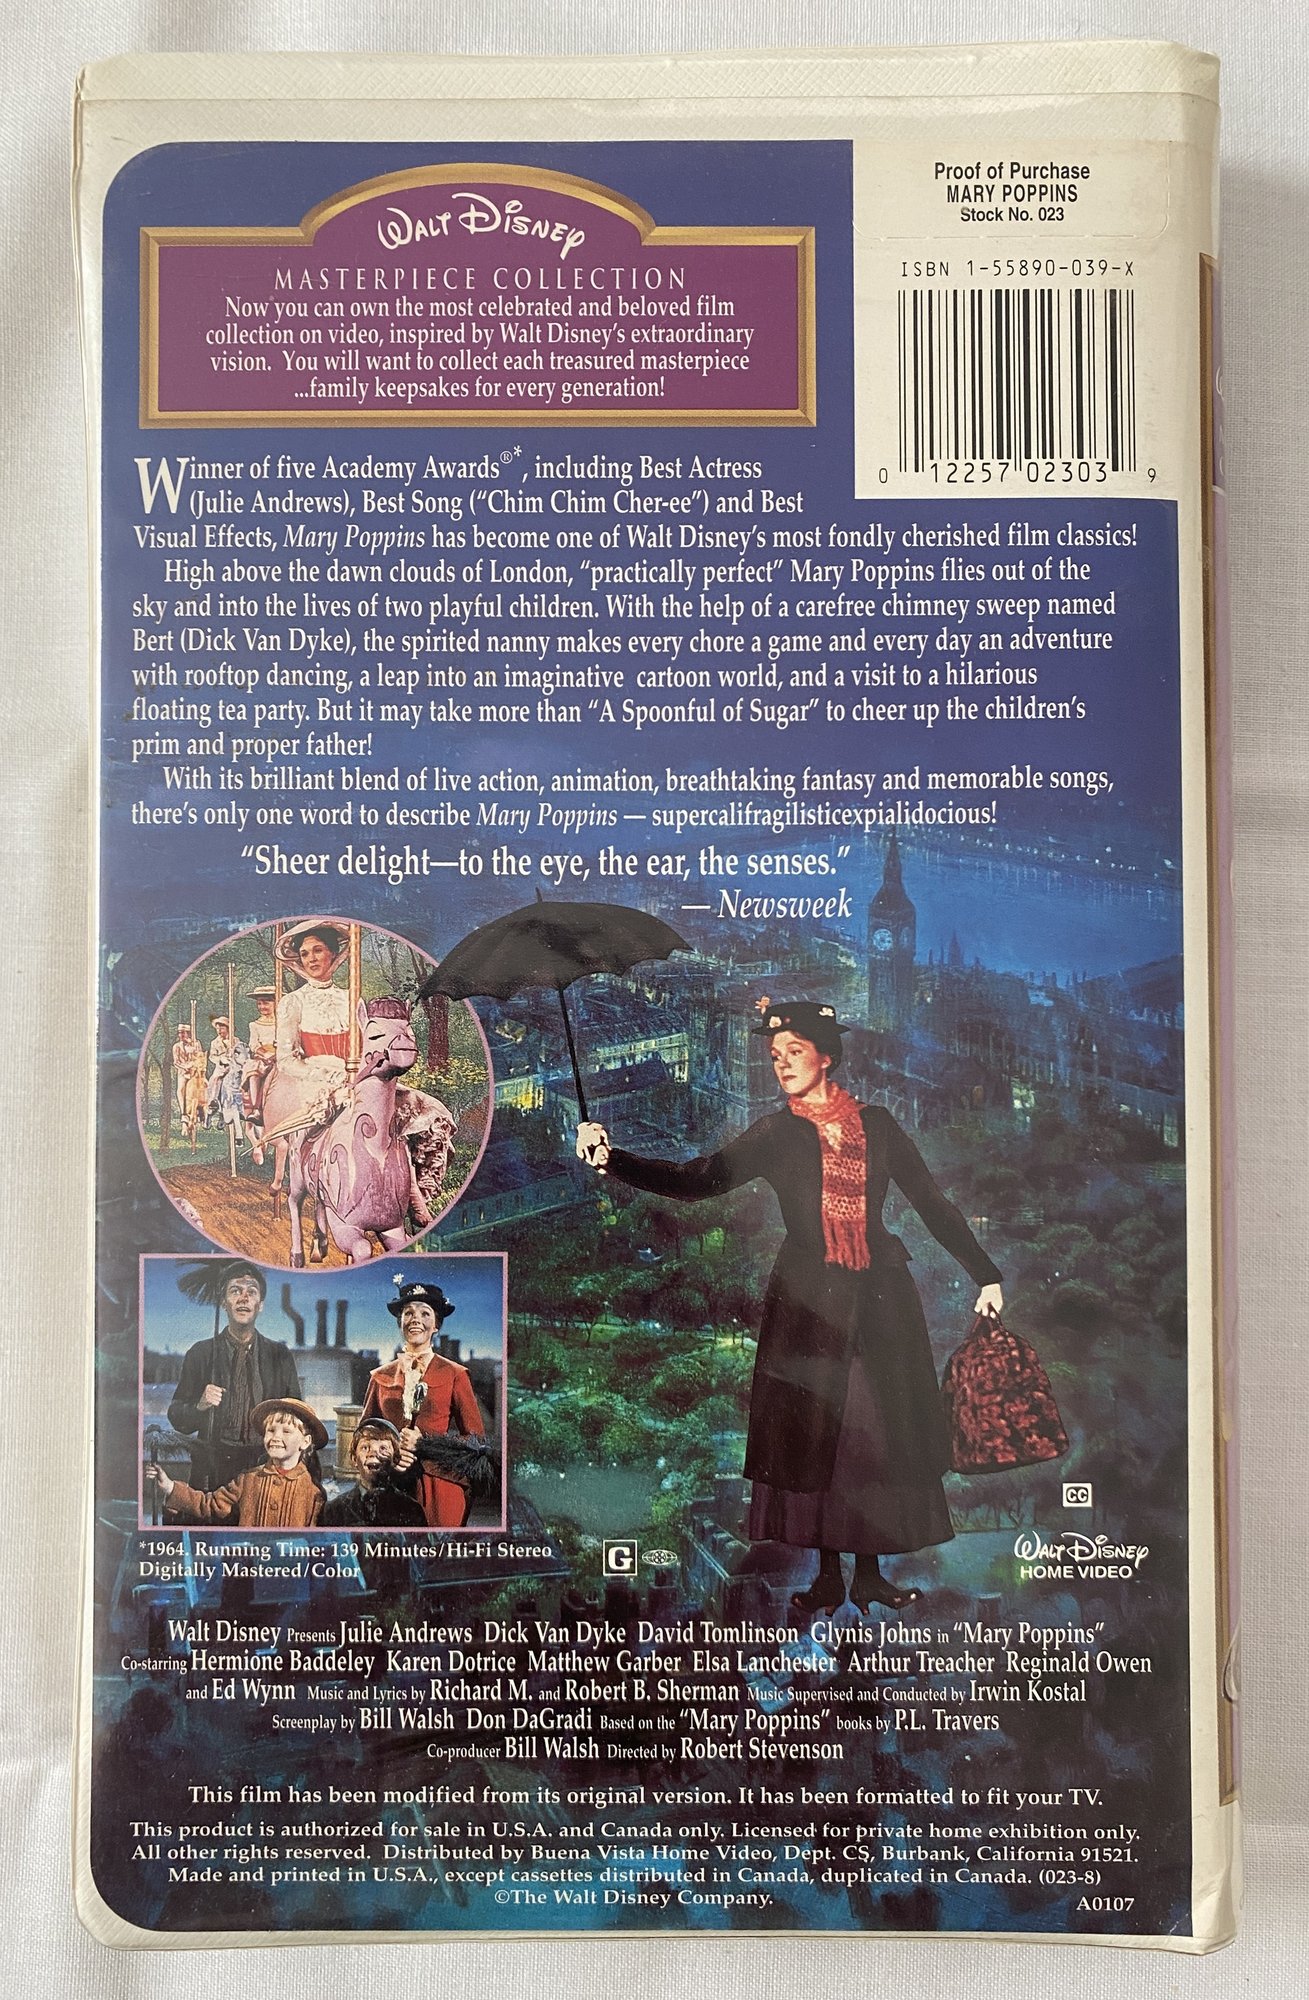 Proof of Purchase
MARY POPPINS
Stock No. 023
ISBN 1-55890-039-X
0 12257 02303 9
WALT DISNEY
MASTERPIECE COLLECTION
Now you can own the most celebrated and beloved film
collection on video, inspired by Walt Disney's extraordinary
vision. You will want to collect each treasured masterpiece
...family keepsakes for every generation!
Winner of five Academy Awards®*, including Best Actress
(Julie Andrews), Best Song ("Chim Chim Cher-ee") and Best
Visual Effects, Mary Poppins has become one of Walt Disney's most fondly cherished film classics!
High above the dawn clouds of London, "practically perfect" Mary Poppins flies out of the
sky and into the lives of two playful children. With the help of a carefree chimney sweep named
Bert (Dick Van Dyke), the spirited nanny makes every chore a game and every day an adventure
with rooftop dancing, a leap into an imaginative cartoon world, and a visit to a hilarious
floating tea party. But it may take more than "A Spoonful of Sugar" to cheer up the children's
prim and proper father!
With its brilliant blend of live action, animation, breathtaking fantasy and memorable songs,
there's only one word to describe Mary Poppins — supercalifragilisticexpialidocious!
"Sheer delight—to the eye, the ear, the senses."
— Newsweek
CC
*1964. Running Time: 139 Minutes/Hi-Fi Stereo
Digitally Mastered/Color
G
WALT DISNEY
HOME VIDEO
Walt Disney Presents Julie Andrews Dick Van Dyke David Tomlinson Glynis Johns in "Mary Poppins"
Co-starring Hermione Baddeley Karen Dotrice Matthew Garber Elsa Lanchester Arthur Treacher Reginald Owen
and Ed Wynn Music and Lyrics by Richard M. and Robert B. Sherman Music Supervised and Conducted by Irwin Kostal
Screenplay by Bill Walsh Don DaGradi Based on the "Mary Poppins" books by P.L. Travers
Co-producer Bill Walsh Directed by Robert Stevenson
This film has been modified from its original version. It has been formatted to fit your TV.
This product is authorized for sale in U.S.A. and Canada only. Licensed for private home exhibition only.
All other rights reserved. Distributed by Buena Vista Home Video, Dept. CS, Burbank, California 91521.
Made and printed in U.S.A., except cassettes distributed in Canada, duplicated in Canada. (023-8)
©The Walt Disney Company.
A0107